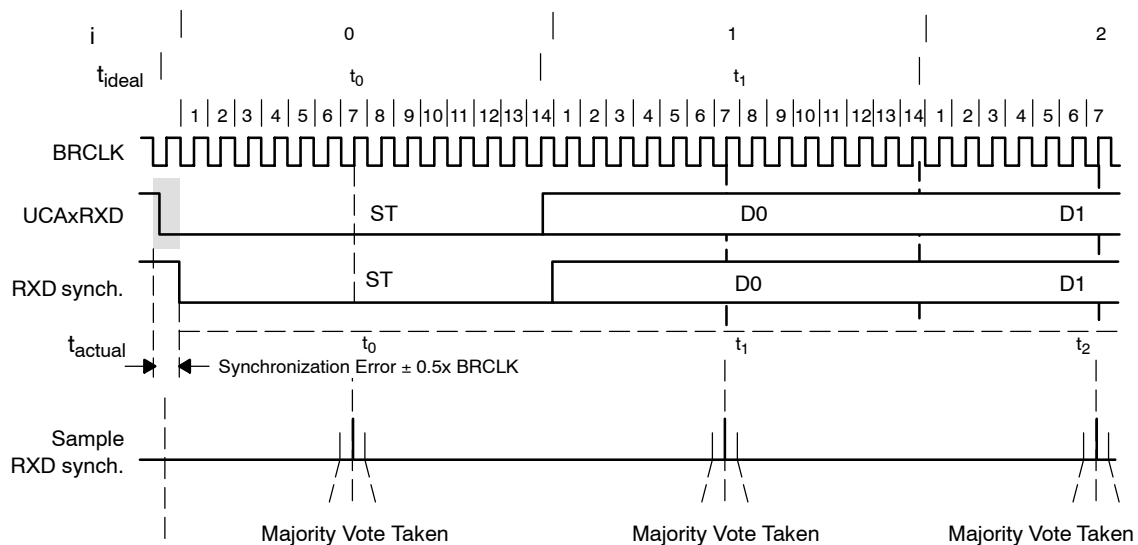 i 0 1 2
tideal t0 t1
1 2 3 4 5 6 7 8 9 10 11 12 13 14 1 2 3 4 5 6 7 8 9 10 11 12 13 14 1 2 3 4 5 6 7
BRCLK
UCAxRXD ST D0 D1
RXD synch. ST D0 D1
tactual t0 t1 t2
Synchronization Error ± 0.5x BRCLK
Sample
RXD synch.
Majority Vote Taken Majority Vote Taken Majority Vote Taken